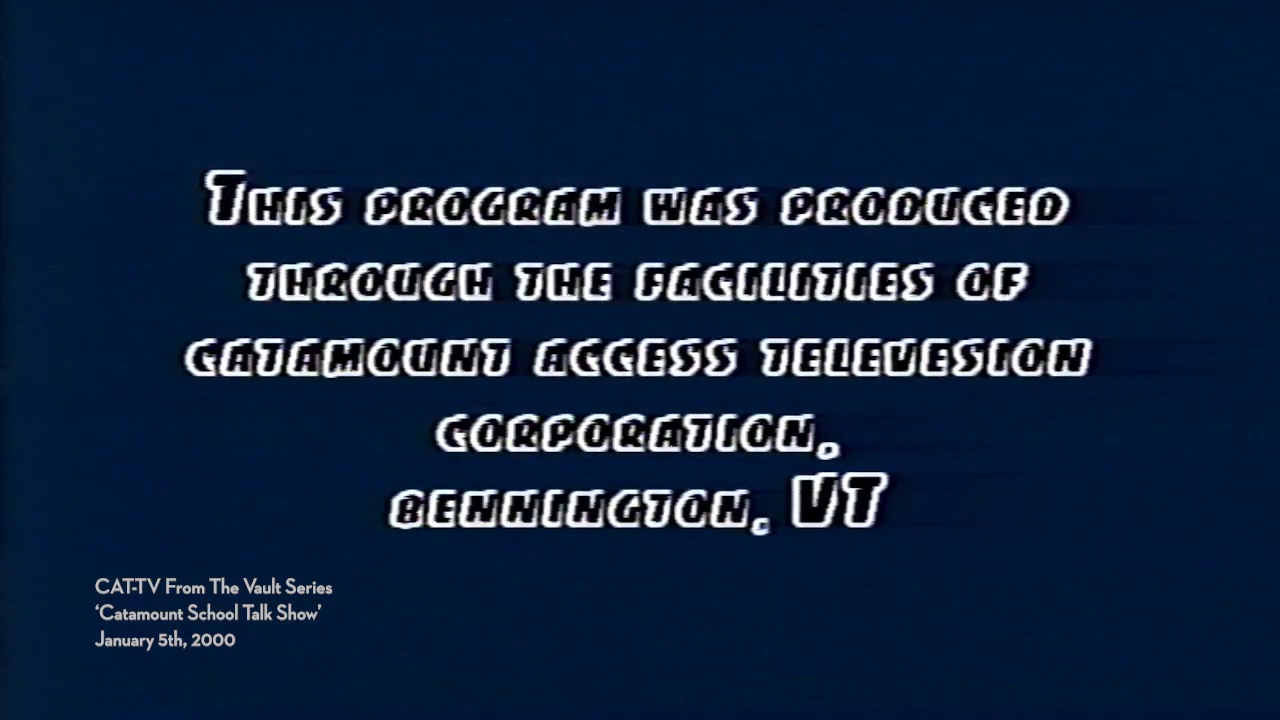 This program was produced
through the facilities of
catamount access televesion
corporation,
bennington, VT
CAT-TV From The Vault Series
‘Catamount School Talk Show’
January 5th, 2000